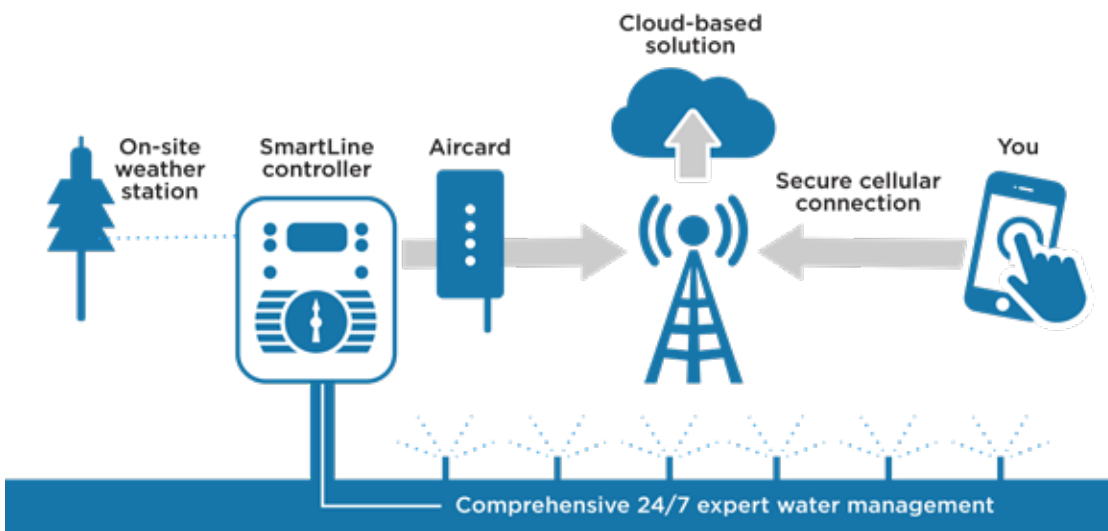 Cloud-based
solution
On-site
weather
station
SmartLine
controller
Aircard
You
Secure cellular
connection
Comprehensive 24/7 expert water management